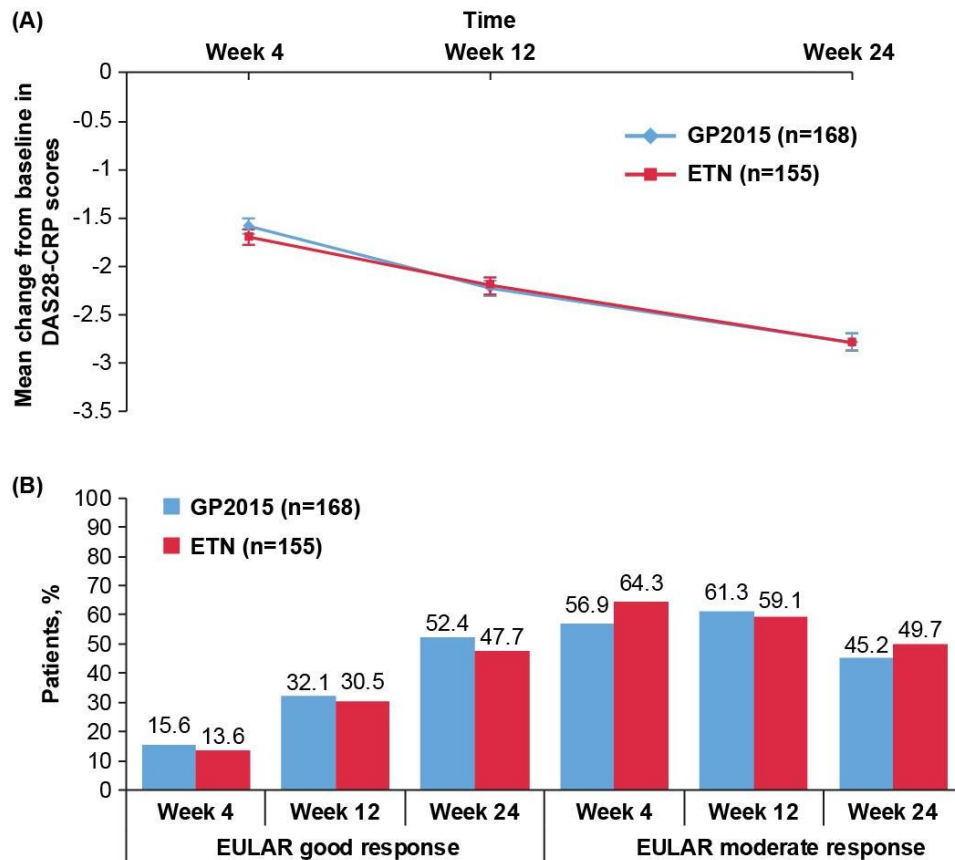 (A)
Time
Week 4 Week 12 Week 24
0
-0.5
-1
-1.5
-2
-2.5
-3
-3.5
Mean change from baseline in
DAS28-CRP scores
GP2015 (n=168)
ETN (n=155)
(B)
100
90
80
70
60
50
40
30
20
10
0
Patients, %
GP2015 (n=168)
ETN (n=155)
15.6 13.6 32.1 30.5 52.4 47.7 56.9 64.3 61.3 59.1 45.2 49.7
Week 4 Week 12 Week 24 Week 4 Week 12 Week 24
EULAR good response EULAR moderate response